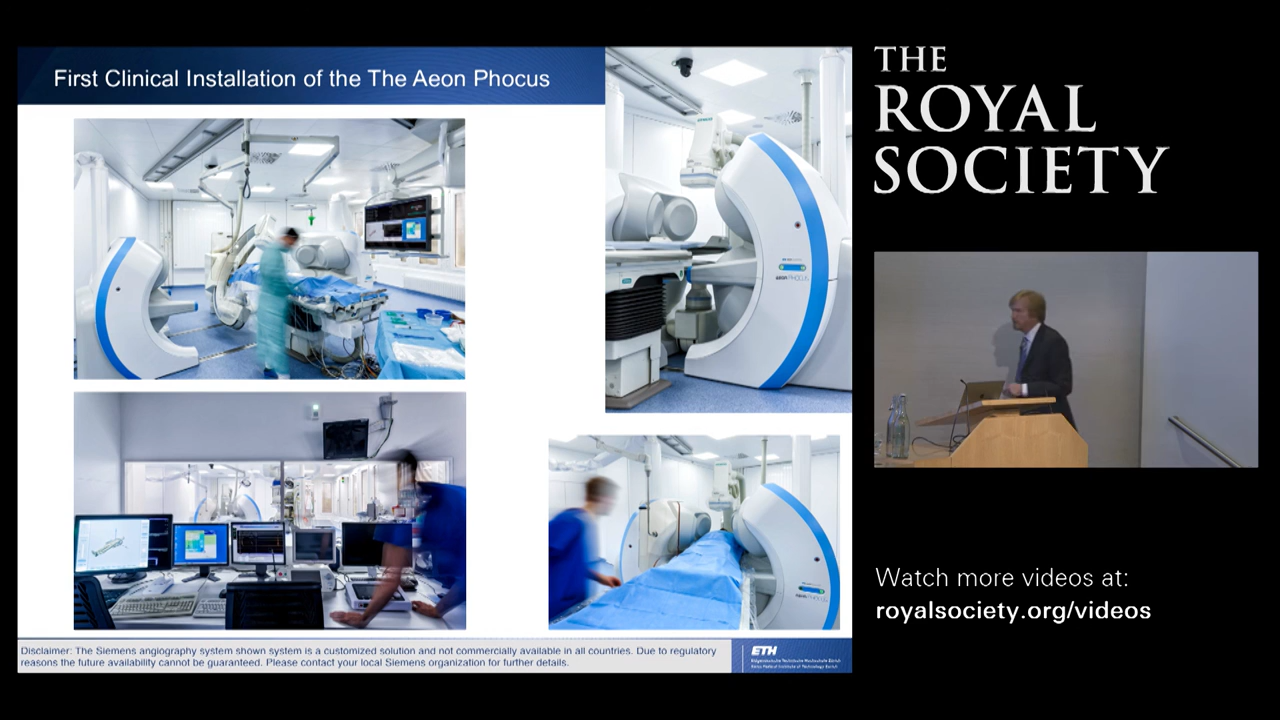 First Clinical Installation of the The Aeon Phocus
THE
ROYAL
SOCIETY
Watch more videos at:
royalsociety.org/videos
Disclaimer: The Siemens angiography system shown system is a customized solution and not commercially available in all countries. Due to regulatory
reasons the future availability cannot be guaranteed. Please contact your local Siemens organization for further details.
ETH
Eidgenössische Technische Hochschule Zürich
Swiss Federal Institute of Technology Zurich